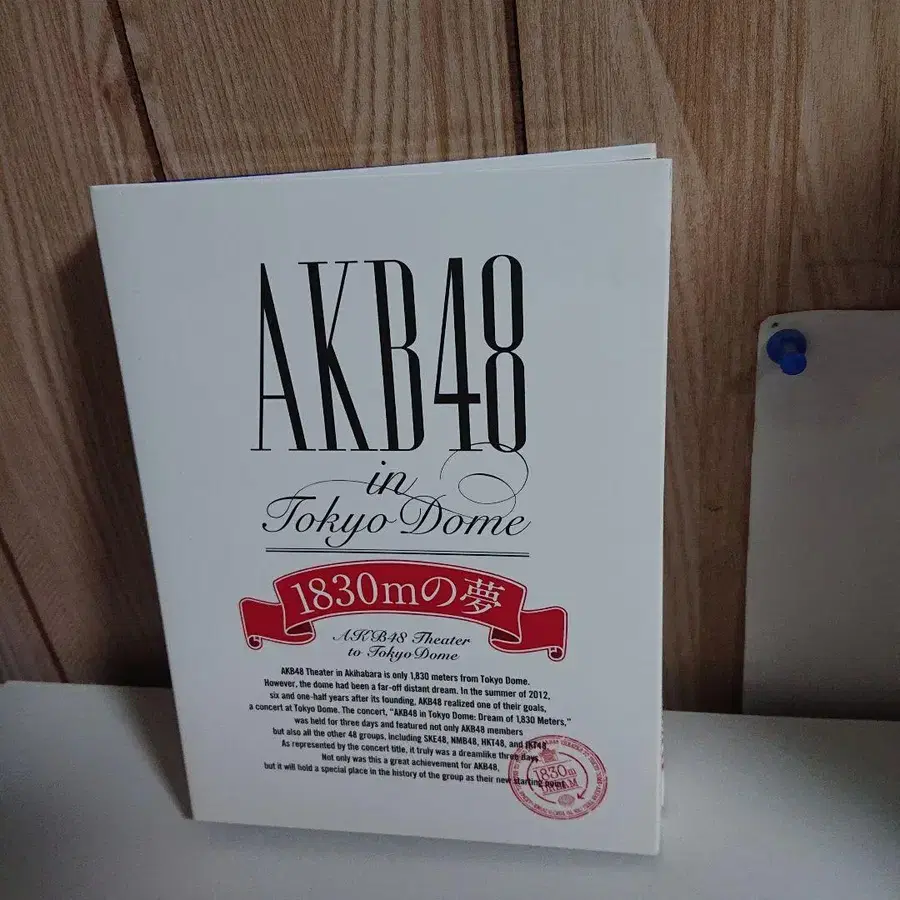 AKB48
in
Tokyo Dome
1830mの夢
AKB48 Theater
to Tokyo Dome
AKB48 Theater in Akihabara is only 1,830 meters from Tokyo Dome.
However, the dome had been a far-off distant dream. In the summer of 2012,
six and one-half years after its founding, AKB48 realized one of their goals,
a concert at Tokyo Dome. The concert, "AKB48 in Tokyo Dome: Dream of 1,830 Meters,"
was held for three days and featured not only AKB48 members
but also all the other 48 groups, including SKE48, NMB48, HKT48, and JKT48.
As represented by the concert title, it truly was a dreamlike three days.
Not only was this a great achievement for AKB48,
but it will hold a special place in the history of the group as their new starting point.
1830m
DREAM